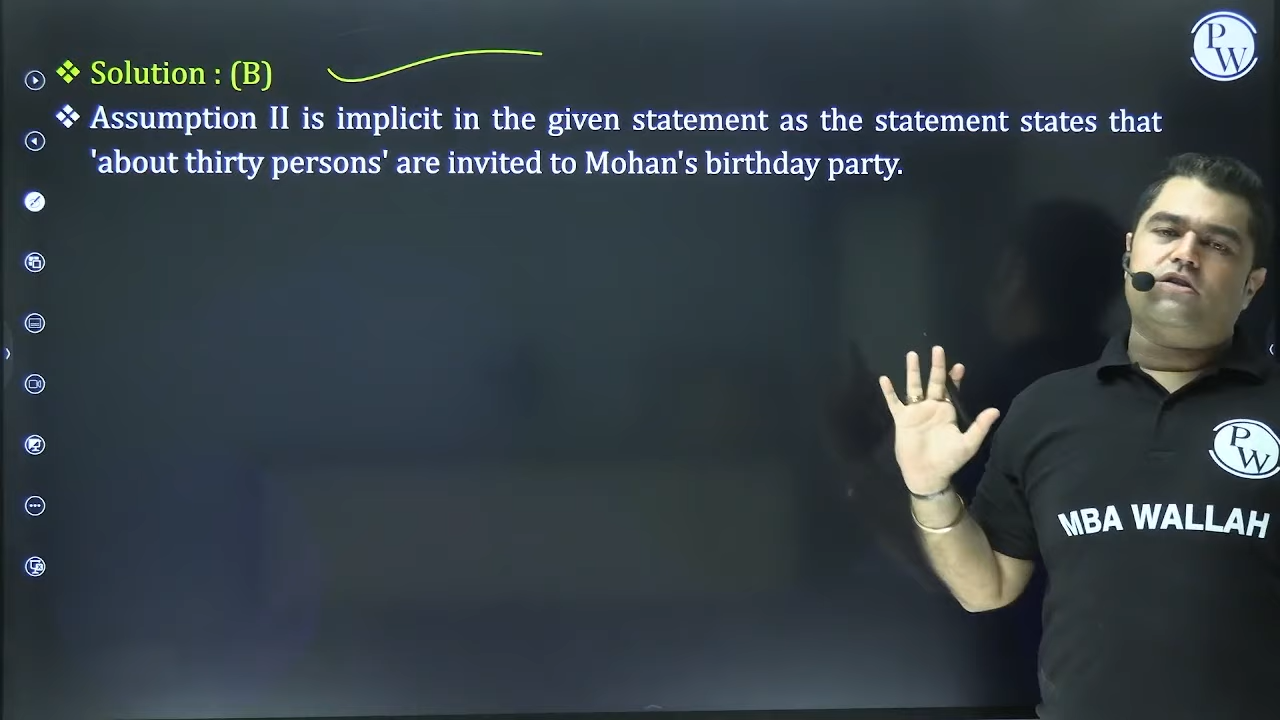 PW
❖ Solution : (B)
❖ Assumption II is implicit in the given statement as the statement states that
'about thirty persons' are invited to Mohan's birthday party.
PW
MBA WALLAH